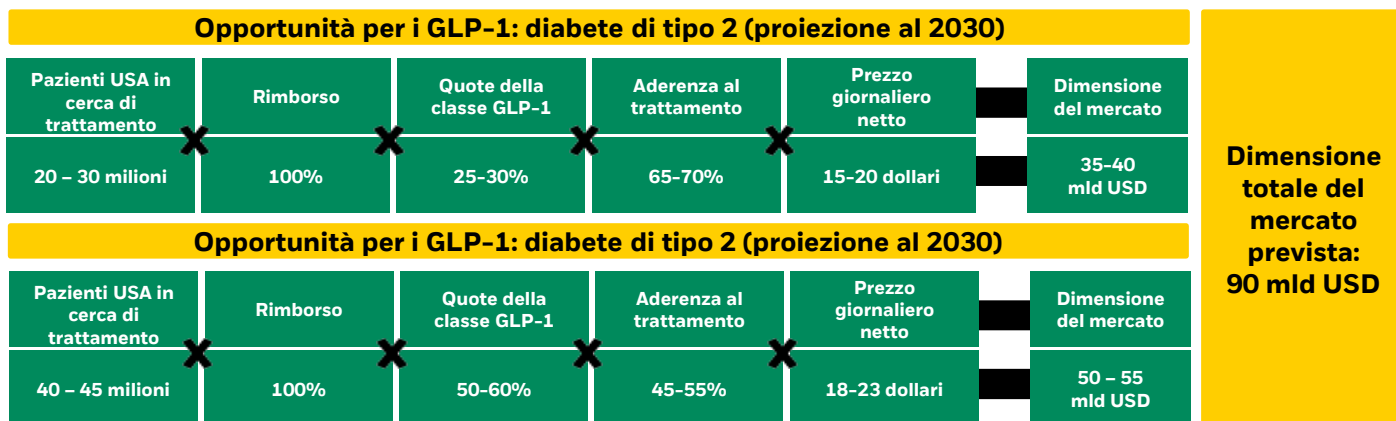 Opportunità per i GLP-1: diabete di tipo 2 (proiezione al 2030)
Pazienti USA in
cerca di
trattamento
Rimborso
Quote della
classe GLP-1
Aderenza al
trattamento
Prezzo
giornaliero
netto
Dimensione
del mercato
20 – 30 milioni
100%
25-30%
65-70%
15-20 dollari
35-40
mld USD
Opportunità per i GLP-1: diabete di tipo 2 (proiezione al 2030)
Pazienti USA in
cerca di
trattamento
Rimborso
Quote della
classe GLP-1
Aderenza al
trattamento
Prezzo
giornaliero
netto
Dimensione
del mercato
40 – 45 milioni
100%
50-60%
45-55%
18-23 dollari
50 – 55
mld USD
Dimensione
totale del
mercato
prevista:
90 mld USD